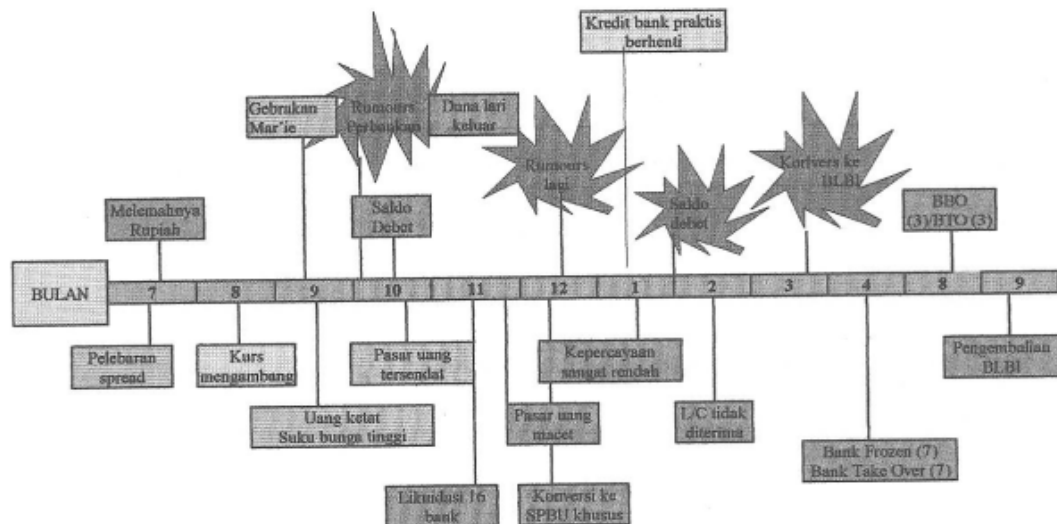 Kredit bank praktis
berhenti
Gebrakan
Mar'ie
Rumours
Perbankan
Dana lari
keluar
Rumours
lagi
Saldo
debet
Korivers ke
BLBI
Melemahnya
Rupiah
Saldo
Debet
BBO
(3)/BTO (3)
BULAN
7
8
9
10
11
12
1
2
3
4
8
9
Pelebaran
spread
Kurs
mengambang
Uang ketat
Suku bunga tinggi
Pasar uang
tersendat
Likuidasi 16
bank
Pasar uang
macet
Konversi ke
SPBU khusus
Kepercayaan
sangat rendah
L/C tidak
diterima
Bank Frozen (7)
Bank Take Over (7)
Pengembalian
BLBI